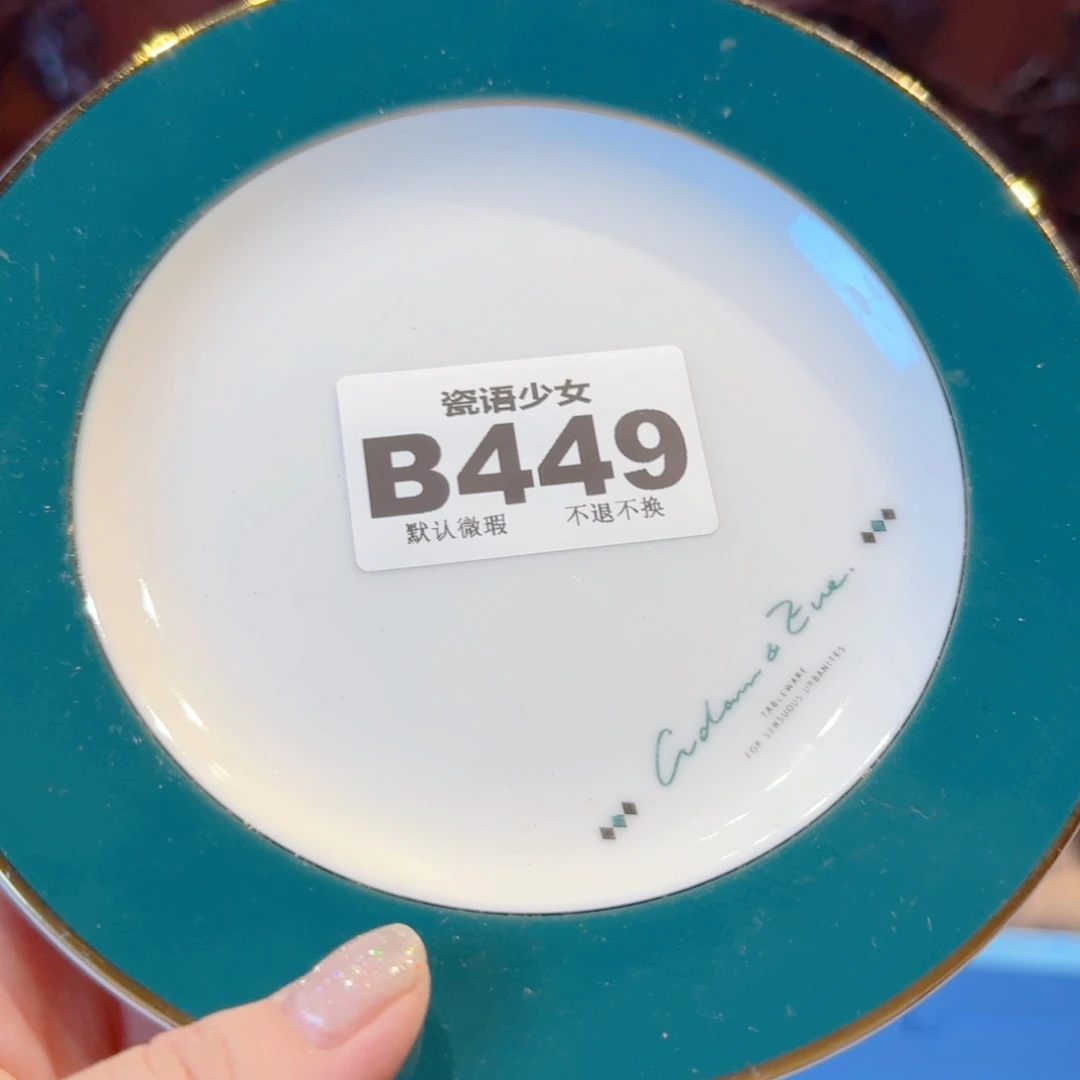 瓷语少女
B449
默认微瑕 不退不换
Adam & Eve.
TABLEWARE
FOR SENSUOUS URBANITES